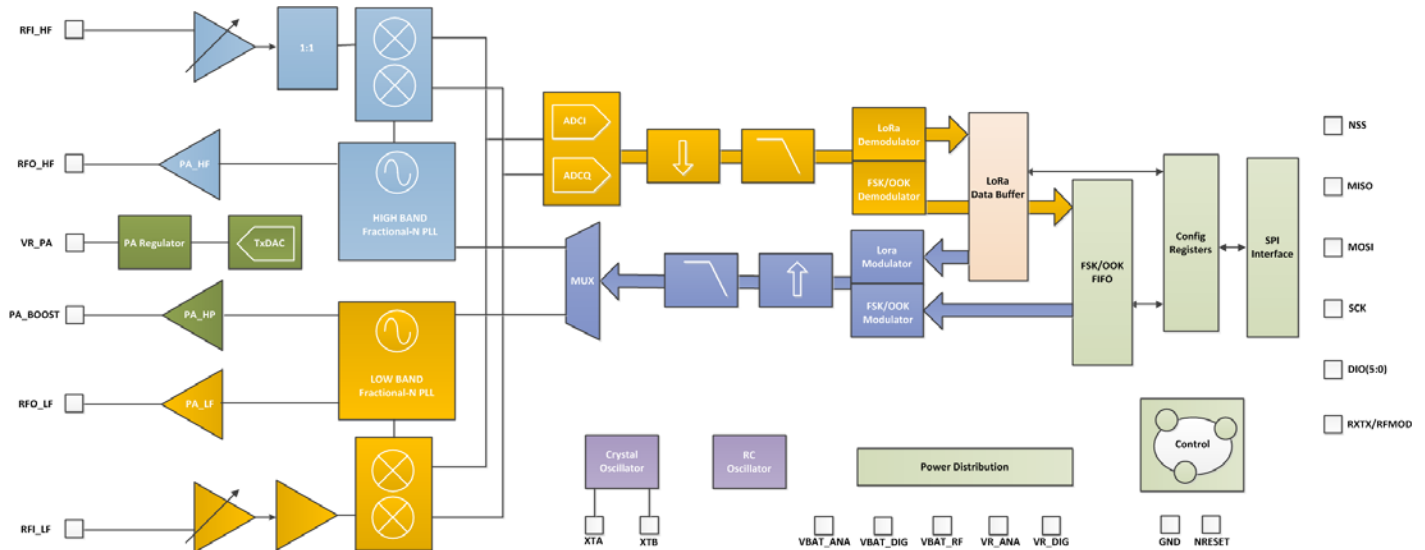 RFI_HF
1:1
ADCI
ADCQ
LoRa
Demodulator
FSK/OOK
Demodulator
LoRa
Data Buffer
NSS
RFO_HF
PA_HF
HIGH BAND
Fractional-N PLL
MISO
VR_PA
PA Regulator
TxDAC
MUX
Lora
Modulator
FSK/OOK
Modulator
FSK/OOK
FIFO
Config
Registers
SPI
Interface
MOSI
PA_BOOST
PA_HP
SCK
LOW BAND
Fractional-N PLL
RFO_LF
PA_LF
DIO(5:0)
RXTX/RFMOD
Crystal
Oscillator
RC
Oscillator
Power Distribution
Control
RFI_LF
XTA
XTB
VBAT_ANA
VBAT_DIG
VBAT_RF
VR_ANA
VR_DIG
GND
NRESET